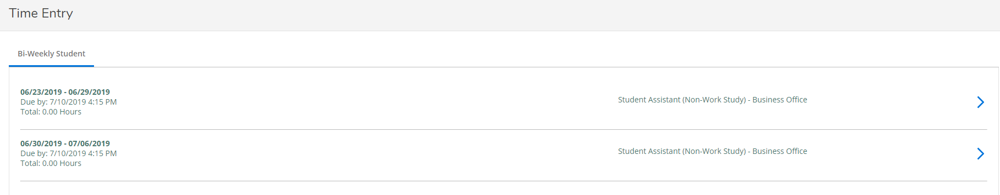 Time Entry
Bi-Weekly Student
06/23/2019 - 06/29/2019
Due by: 7/10/2019 4:15 PM
Total: 0.00 Hours
Student Assistant (Non-Work Study) - Business Office
06/30/2019 - 07/06/2019
Due by: 7/10/2019 4:15 PM
Total: 0.00 Hours
Student Assistant (Non-Work Study) - Business Office